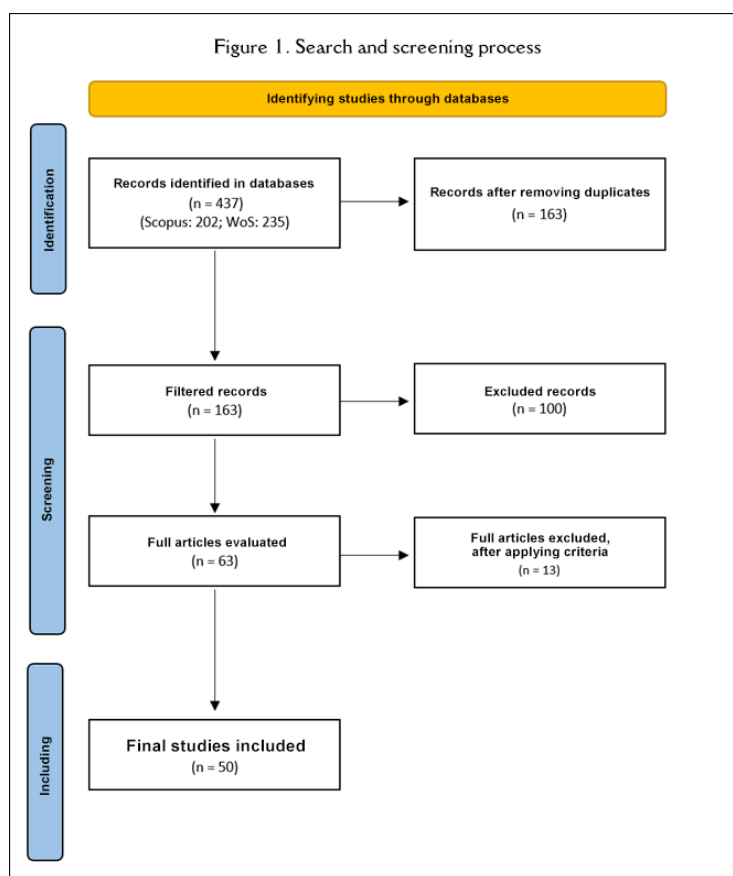 Figure 1. Search and screening process
Identifying studies through databases
Identification
Records identified in databases
(n = 437)
(Scopus: 202; WoS: 235)
Records after removing duplicates
(n = 163)
Screening
Filtered records
(n = 163)
Excluded records
(n = 100)
Full articles evaluated
(n = 63)
Full articles excluded,
after applying criteria
(n = 13)
Including
Final studies included
(n = 50)